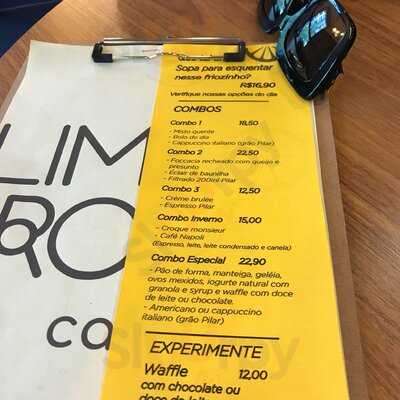 Sopa para esquentar
nesse friozinho?
R$16,90
Verifique nossas opções do dia
COMBOS
Combo 1 18,50
- Misto quente
- Bolo do dia
- Cappuccino italiano (grão Pilar)
Combo 2 22,50
- Foccacia recheado com queijo e
presunto
- Éclair de baunilha
- Filtrado 200ml Pilar
Combo 3 12,50
- Crème brulée
- Espresso Pilar
Combo Inverno 15,00
- Croque monsieur
- Café Napoli
(Espresso, leite, leite condensado e canela)
Combo Especial 22,90
- Pão de forma, manteiga, geléia,
ovos mexidos, iogurte natural com
granola e syrup e waffle com doce
de leite ou chocolate.
- Americano ou cappuccino
italiano (grão Pilar)
EXPERIMENTE
Waffle 12,00
com chocolate ou
doce de leite
LIM
RO
ca